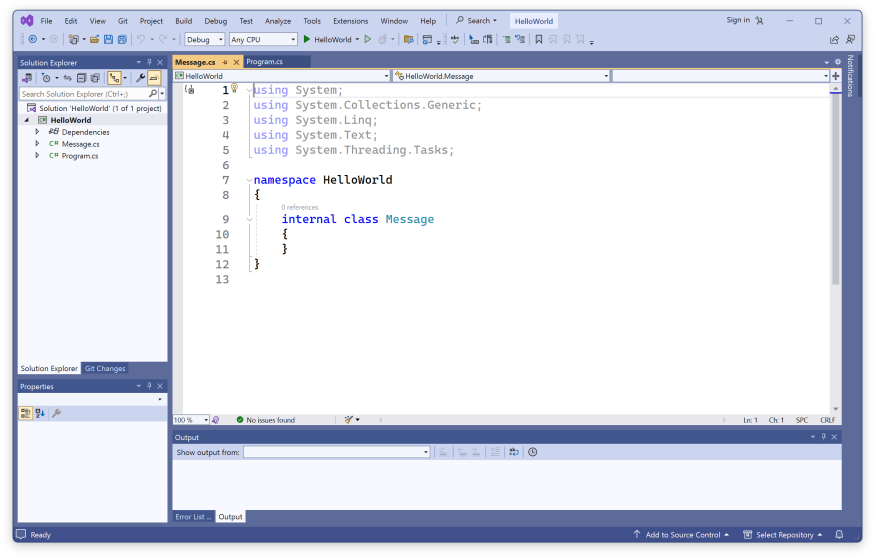 File Edit View Git Project Build Debug Test Analyze Tools Extensions Window Help Search HelloWorld Sign in
Debug Any CPU HelloWorld
Solution Explorer
Search Solution Explorer (Ctrl+;)
Solution 'HelloWorld' (1 of 1 project)
HelloWorld
Dependencies
C# Message.cs
C# Program.cs
Solution Explorer Git Changes
Properties
Message.cs Program.cs
HelloWorld HelloWorld.Message
1 using System;
2 using System.Collections.Generic;
3 using System.Linq;
4 using System.Text;
5 using System.Threading.Tasks;
6
7 namespace HelloWorld
8 {
0 references
9 internal class Message
10 {
11 }
12 }
13
100 % No issues found Ln: 1 Ch: 1 SPC CRLF
Output
Show output from:
Error List ... Output
Notifications
Ready Add to Source Control Select Repository